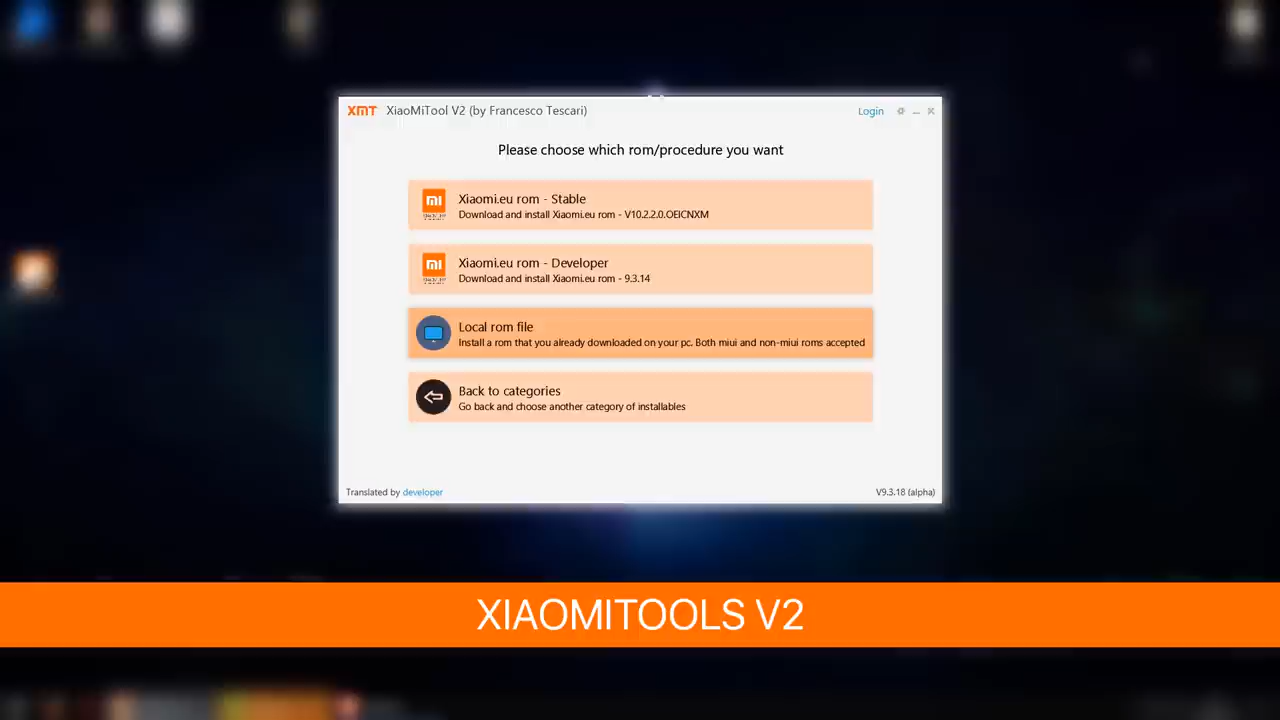 XMT XiaoMiTool V2 (by Francesco Tescari) Login
Please choose which rom/procedure you want
Xiaomi.eu rom - Stable
Download and install Xiaomi.eu rom - V10.2.2.0.OEICNXM
Xiaomi.eu rom - Developer
Download and install Xiaomi.eu rom - 9.3.14
Local rom file
Install a rom that you already downloaded on your pc. Both miui and non-miui roms accepted
Back to categories
Go back and choose another category of installables
Translated by developer V9.3.18 (alpha)
XIAOMITOOLS V2